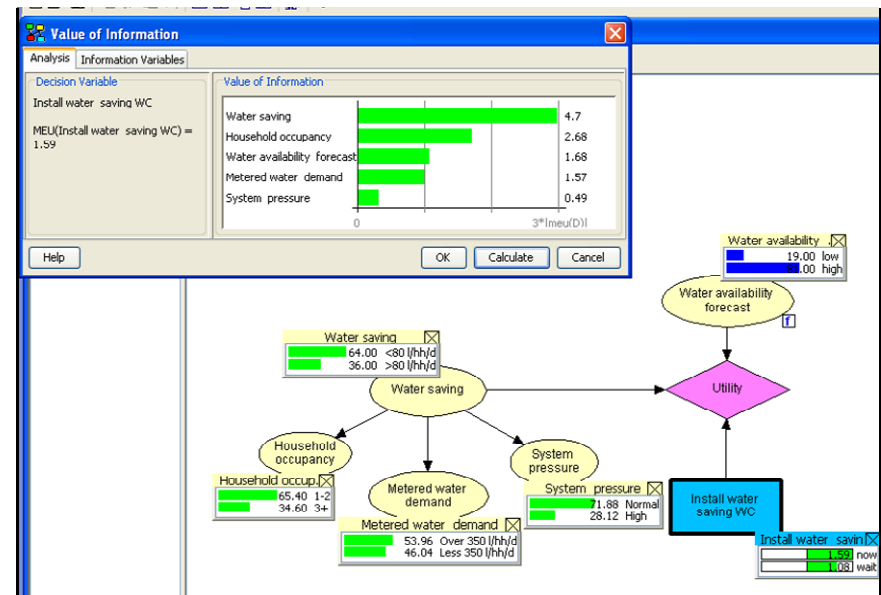 Value of Information
Analysis Information Variables
Decision Variable
Install water saving WC
MEU(Install water saving WC) =
1.59
Value of Information
Water saving 4.7
Household occupancy 2.68
Water availability forecast 1.68
Metered water demand 1.57
System pressure 0.49
0 3*|meu(D)|
Help OK Calculate Cancel
Water availability .
19.00 low
.00 high
Water availability
forecast
f
Water saving
64.00 <80 l/hh/d
36.00 >80 l/hh/d
Water saving
Utility
Household
occupancy
Household occup.
65.40 1-2
34.60 3+
Metered water
demand
Metered water demand
53.96 Over 350 l/hh/d
46.04 Less 350 l/hh/d
System
pressure
System pressure
71.88 Normal
28.12 High
Install water
saving WC
Install water savin
1.59 now
1.08 wait